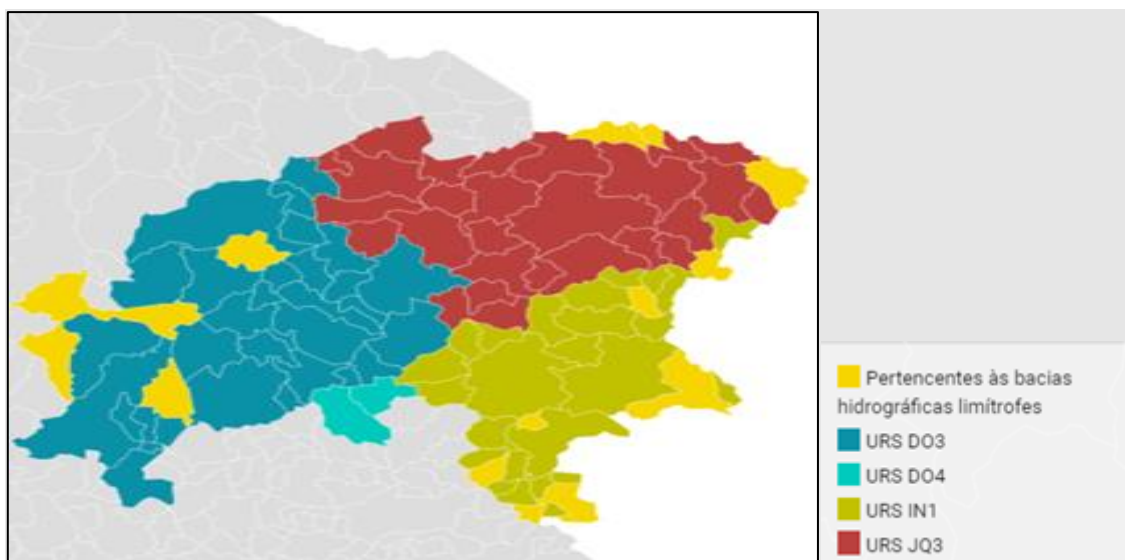 Pertencentes às bacias
hidrográficas limítrofes
URS DO3
URS DO4
URS IN1
URS JQ3